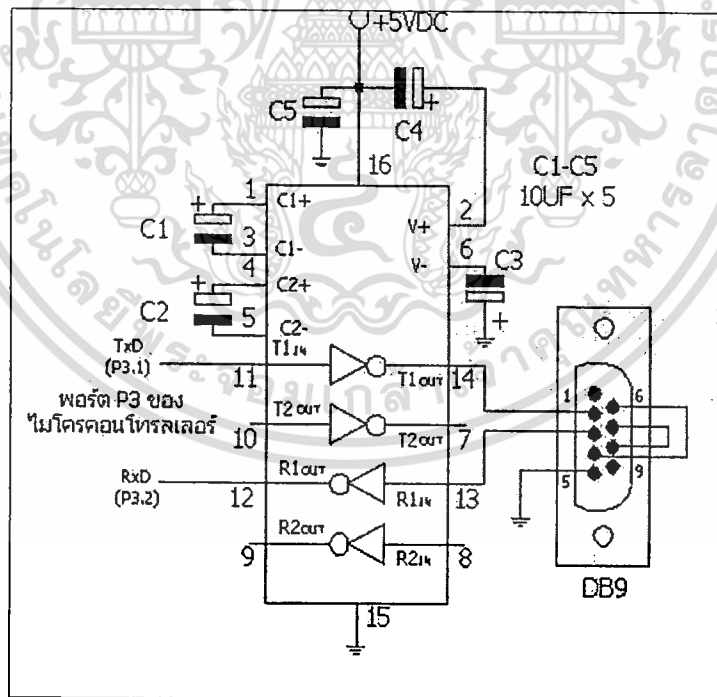 +5VDC
C5
C4
+
16
C1-C5
10UF x 5
1
C1+
+
C1
3
C1-
4
C2+
+
C2
5
C2-
V+
2
V-
6
C3
+
TxD
(P3.1)
11
T1IN
T1OUT
14
พอร์ต P3 ของ
ไมโครคอนโทรลเลอร์
10
T2OUT
T2OUT
7
RxD
(P3.2)
12
R1OUT
R1IN
13
9
R2OUT
R2IN
8
15
1
6
5
9
DB9